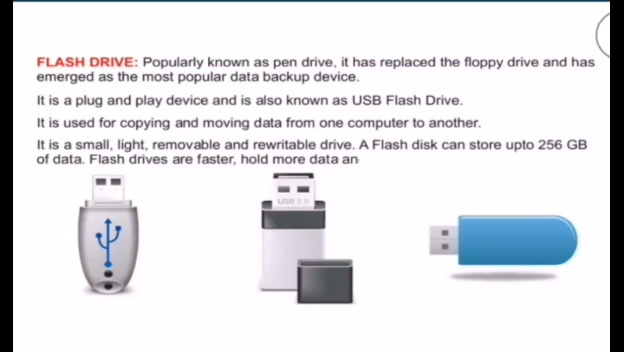 FLASH DRIVE: Popularly known as pen drive, it has replaced the floppy drive and has
emerged as the most popular data backup device.
It is a plug and play device and is also known as USB Flash Drive.
It is used for copying and moving data from one computer to another.
It is a small, light, removable and rewritable drive. A Flash disk can store upto 256 GB
of data. Flash drives are faster, hold more data an
USB 2.0